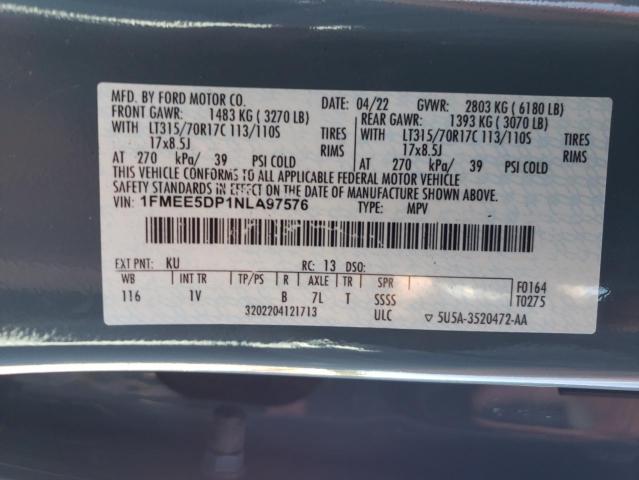 MFD. BY FORD MOTOR CO. DATE: 04/22 GVWR: 2803 KG ( 6180 LB)
FRONT GAWR: 1483 KG ( 3270 LB) REAR GAWR: 1393 KG ( 3070 LB)
WITH LT315/70R17C 113/110S TIRES WITH LT315/70R17C 113/110S TIRES
17x8.5J RIMS 17x8.5J RIMS
AT 270 kPa/ 39 PSI COLD AT 270 kPa/ 39 PSI COLD
THIS VEHICLE CONFORMS TO ALL APPLICABLE FEDERAL MOTOR VEHICLE
SAFETY STANDARDS IN EFFECT ON THE DATE OF MANUFACTURE SHOWN ABOVE.
VIN: 1FMEE5DP1NLA97576 TYPE: MPV
EXT PNT: KU RC: 13 DSO:
WB INT TR TP/PS R AXLE TR SPR F0164
116 1V B 7L T SSSS T0275
3202204121713 ULC ▽ 5U5A-3520472-AA